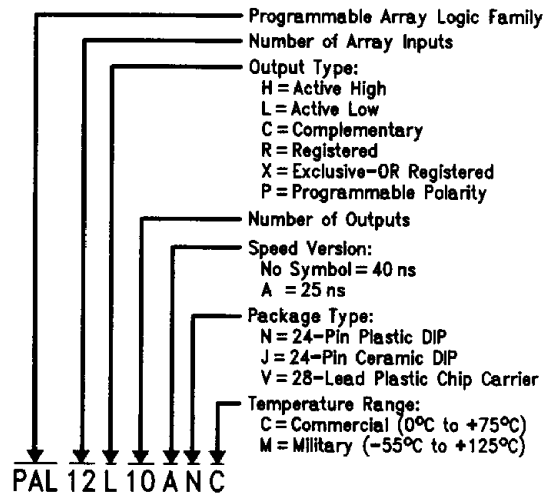 Programmable Array Logic Family
Number of Array Inputs
Output Type:
H = Active High
L = Active Low
C = Complementary
R = Registered
X = Exclusive-OR Registered
P = Programmable Polarity
Number of Outputs
Speed Version:
No Symbol = 40 ns
A = 25 ns
Package Type:
N = 24-Pin Plastic DIP
J = 24-Pin Ceramic DIP
V = 28-Lead Plastic Chip Carrier
Temperature Range:
C = Commercial (0°C to +75°C)
M = Military (-55°C to +125°C)
PAL 12 L 10 A N C